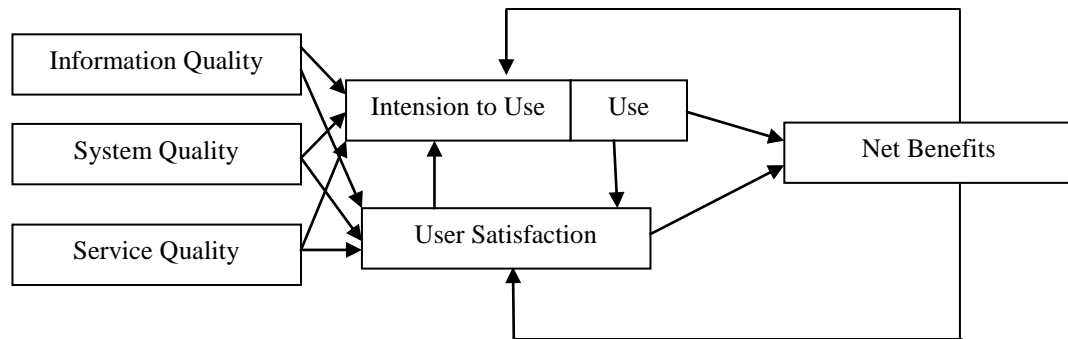 Information Quality
Intension to Use
Use
System Quality
Net Benefits
Service Quality
User Satisfaction